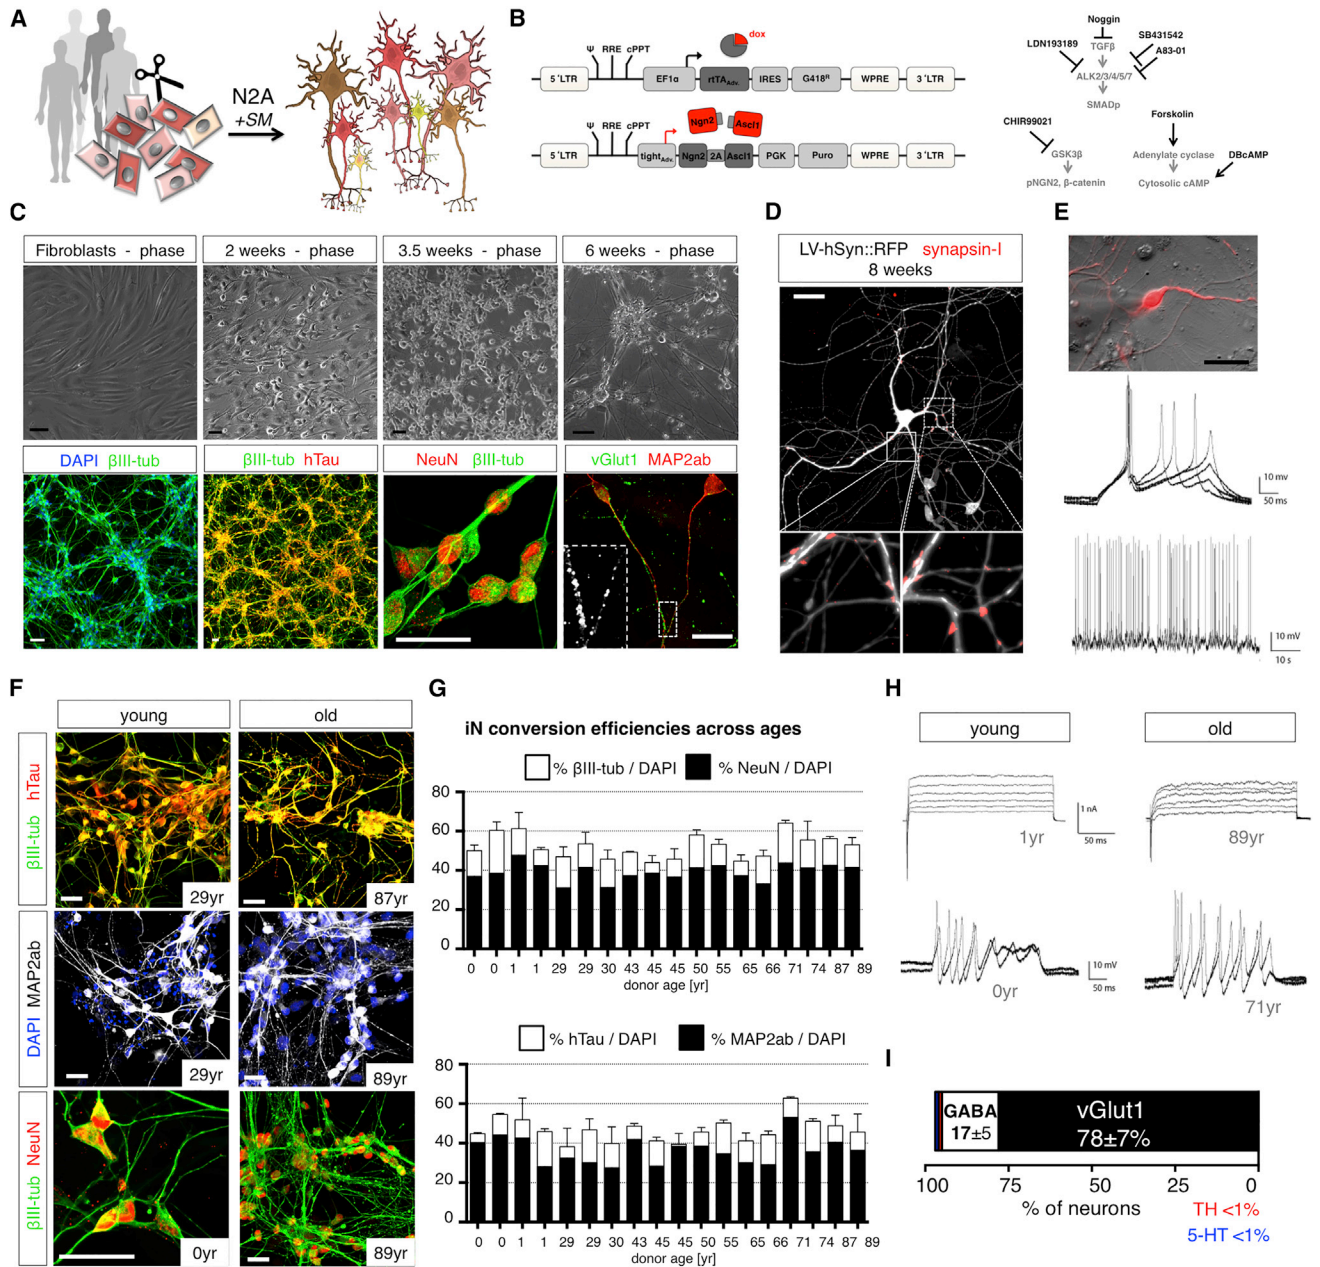 A
N2A
+SM
B
dox
Ψ RRE cPPT
5´LTR
EF1α
rtTAAdv.
IRES
G418R
WPRE
3´LTR
Ngn2
Ascl1
Ψ RRE cPPT
5´LTR
tightAdv.
Ngn2
2A
Ascl1
PGK
Puro
WPRE
3´LTR
Noggin
LDN193189
TGFβ
SB431542
A83-01
ALK2/3/4/5/7
SMADp
CHIR99021
GSK3β
pNGN2, β-catenin
Forskolin
Adenylate cyclase
DBcAMP
Cytosolic cAMP
C
Fibroblasts - phase
2 weeks - phase
3.5 weeks - phase
6 weeks - phase
DAPI βIII-tub
βIII-tub hTau
NeuN βIII-tub
vGlut1 MAP2ab
D
LV-hSyn::RFP synapsin-I
8 weeks
E
10 mv
50 ms
10 mV
10 s
F
young
old
βIII-tub hTau
29yr
87yr
DAPI MAP2ab
29yr
89yr
βIII-tub NeuN
0yr
89yr
G
iN conversion efficiencies across ages
% βIII-tub / DAPI
% NeuN / DAPI
80
60
40
20
0
0 0 1 1 29 29 30 43 45 45 50 55 65 66 71 74 87 89
donor age [yr]
% hTau / DAPI
% MAP2ab / DAPI
80
60
40
20
0
0 0 1 1 29 29 30 43 45 45 50 55 65 66 71 74 87 89
donor age [yr]
H
young
old
1yr
1 nA
50 ms
89yr
0yr
10 mV
50 ms
71yr
I
GABA
17±5
vGlut1
78±7%
100 75 50 25 0
% of neurons
TH <1%
5-HT <1%